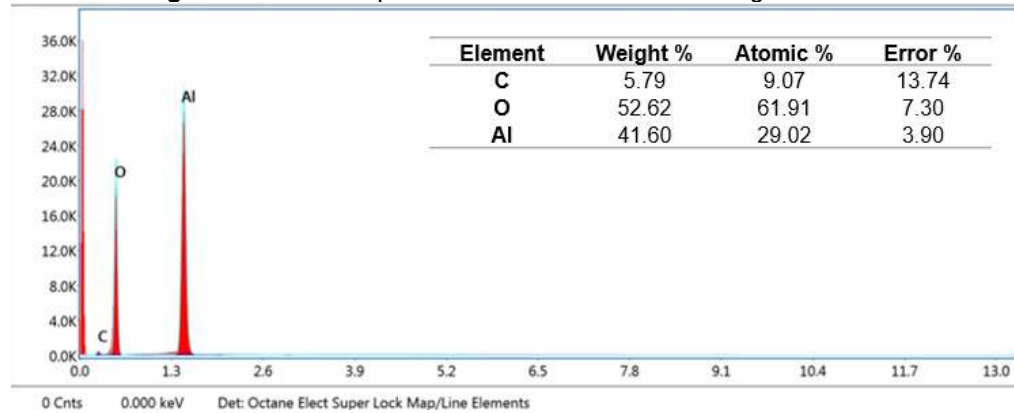 36.0K
32.0K
28.0K
24.0K
20.0K
16.0K
12.0K
8.0K
4.0K
0.0K
C
O
Al
0.0 1.3 2.6 3.9 5.2 6.5 7.8 9.1 10.4 11.7 13.0
Element Weight % Atomic % Error %
C 5.79 9.07 13.74
O 52.62 61.91 7.30
Al 41.60 29.02 3.90
0 Cnts 0.000 keV Det: Octane Elect Super Lock Map/Line Elements